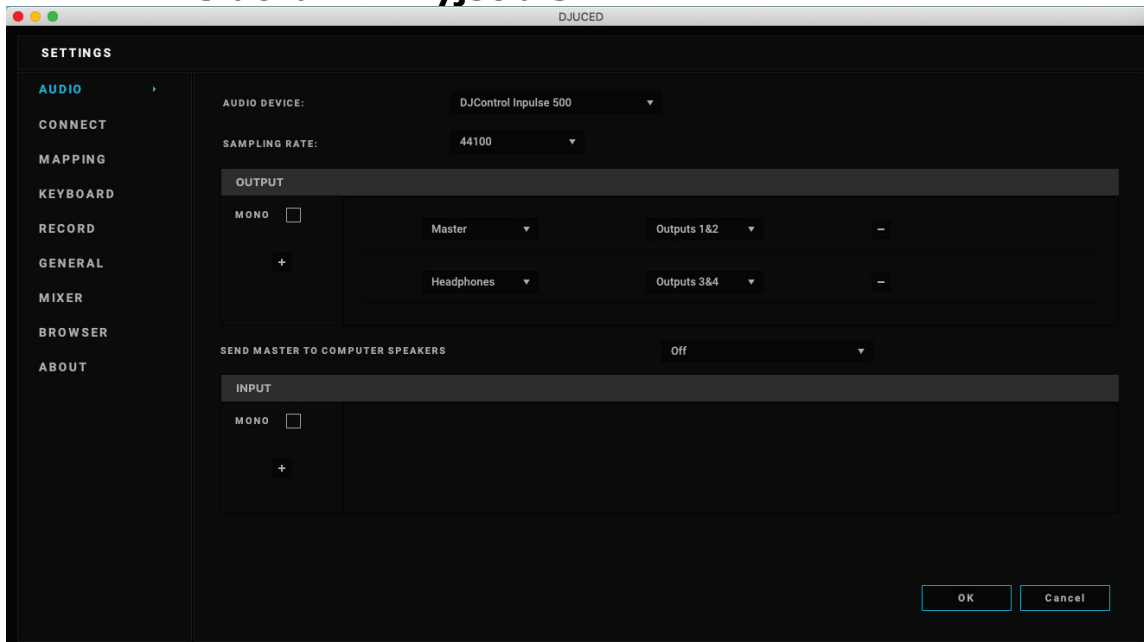 DJUCED
SETTINGS
AUDIO
CONNECT
MAPPING
KEYBOARD
RECORD
GENERAL
MIXER
BROWSER
ABOUT
AUDIO DEVICE: DJControl Inpulse 500
SAMPLING RATE: 44100
OUTPUT
MONO
+
Master Outputs 1&2 –
Headphones Outputs 3&4 –
SEND MASTER TO COMPUTER SPEAKERS Off
INPUT
MONO
+
OK Cancel